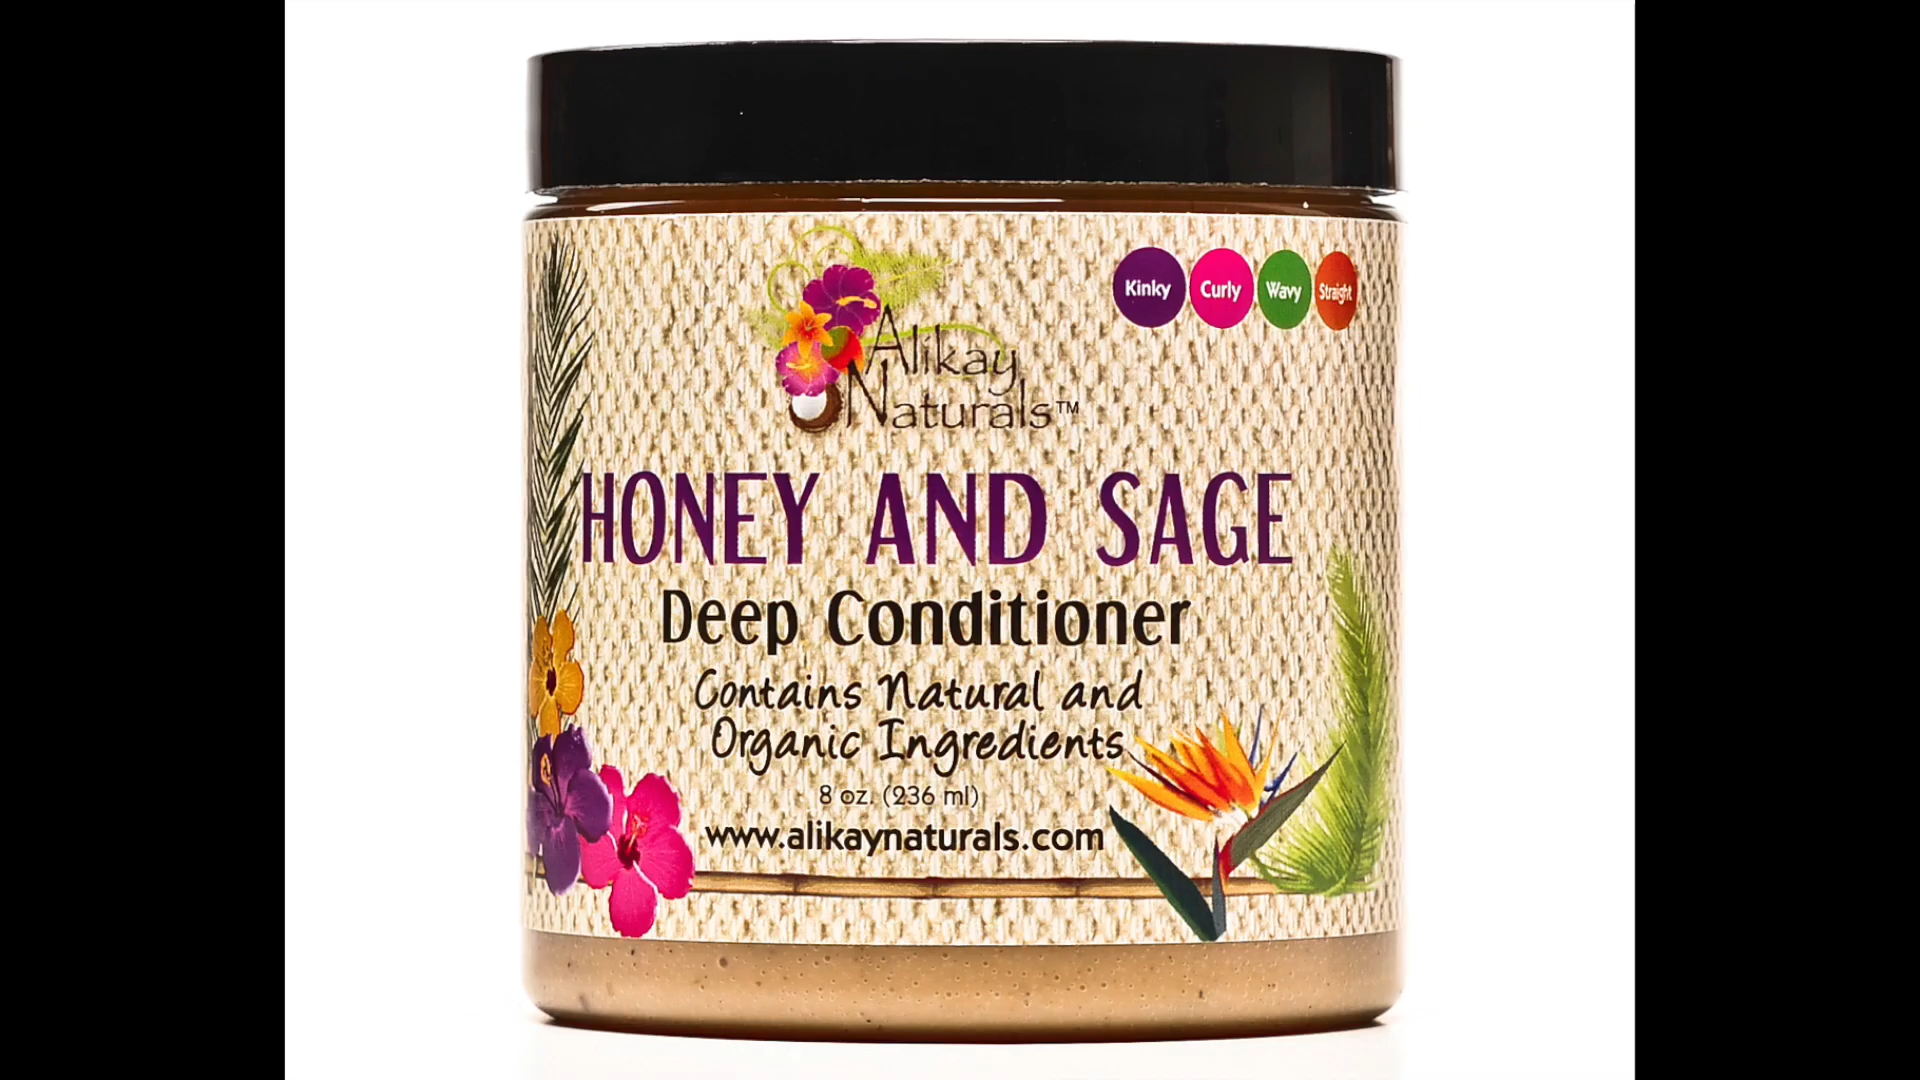 Kinky Curly Wavy Straight
Alikay
Naturals™
HONEY AND SAGE
Deep Conditioner
Contains Natural and
Organic Ingredients
8 oz. (236 ml)
www.alikaynaturals.com